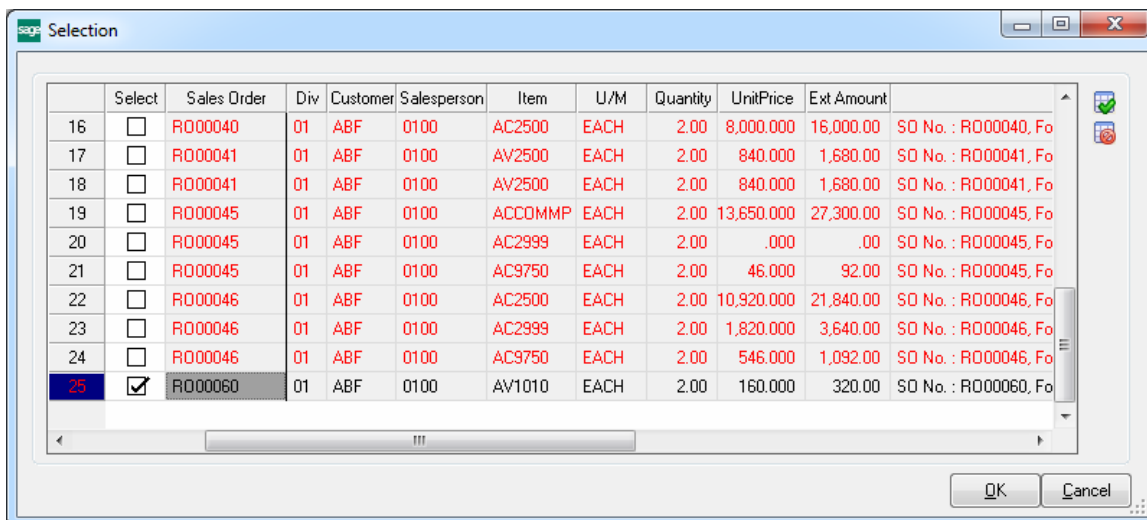 sage Selection
Select Sales Order Div Customer Salesperson Item U/M Quantity UnitPrice Ext Amount
16 RO00040 01 ABF 0100 AC2500 EACH 2.00 8,000.000 16,000.00 SO No. : RO00040, Fo
17 RO00041 01 ABF 0100 AV2500 EACH 2.00 840.000 1,680.00 SO No. : RO00041, Fo
18 RO00041 01 ABF 0100 AV2500 EACH 2.00 840.000 1,680.00 SO No. : RO00041, Fo
19 RO00045 01 ABF 0100 ACCOMMP EACH 2.00 13,650.000 27,300.00 SO No. : RO00045, Fo
20 RO00045 01 ABF 0100 AC2999 EACH 2.00 .000 .00 SO No. : RO00045, Fo
21 RO00045 01 ABF 0100 AC9750 EACH 2.00 46.000 92.00 SO No. : RO00045, Fo
22 RO00046 01 ABF 0100 AC2500 EACH 2.00 10,920.000 21,840.00 SO No. : RO00046, Fo
23 RO00046 01 ABF 0100 AC2999 EACH 2.00 1,820.000 3,640.00 SO No. : RO00046, Fo
24 RO00046 01 ABF 0100 AC9750 EACH 2.00 546.000 1,092.00 SO No. : RO00046, Fo
25 RO00060 01 ABF 0100 AV1010 EACH 2.00 160.000 320.00 SO No. : RO00060, Fo
OK Cancel